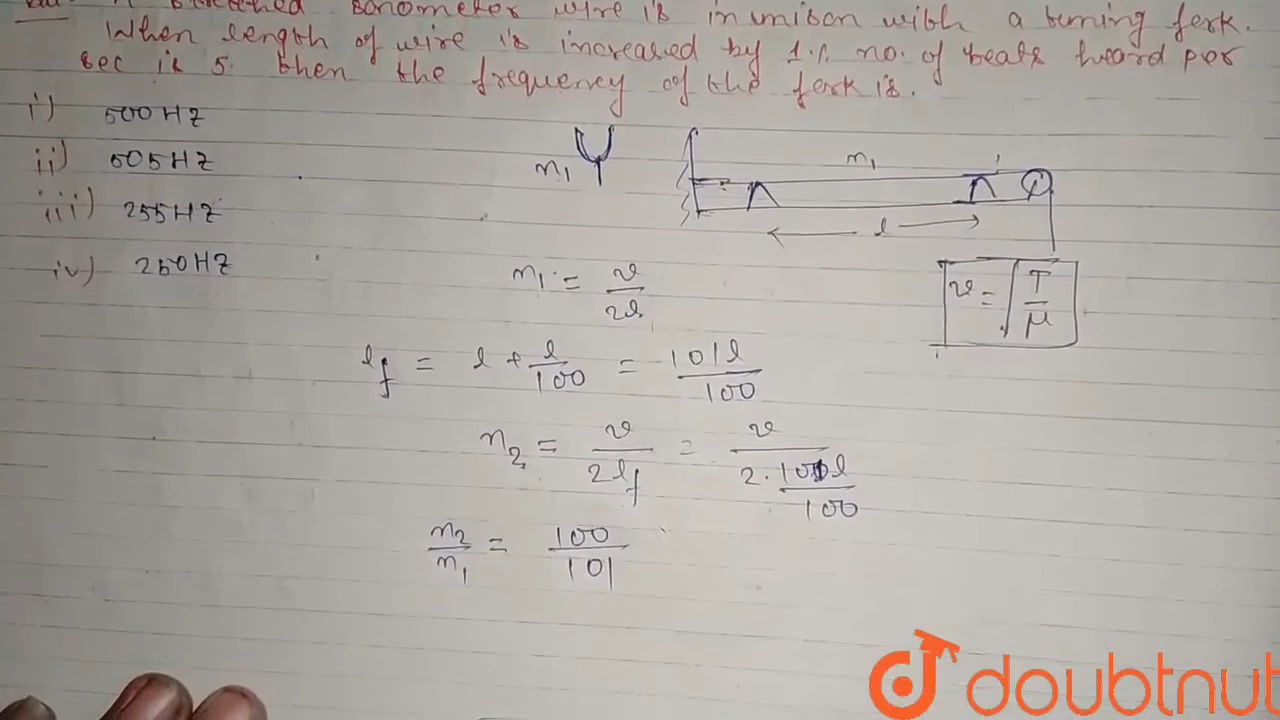 A stretched sonometer wire is in unison with a tuning fork.
When length of wire is increased by 1.%. no. of beats heard per
sec is 5. then the frequency of the fork is.
i) 500 HZ
ii) 505 HZ
iii) 255 HZ
iv) 250 HZ
n1
n1
l
n1 = v/2l
v = √(T/μ)
lf = l + l/100 = 101l/100
n2 = v/2lf = v/(2.101l/100)
n2/n1 = 100/101
doubtnut